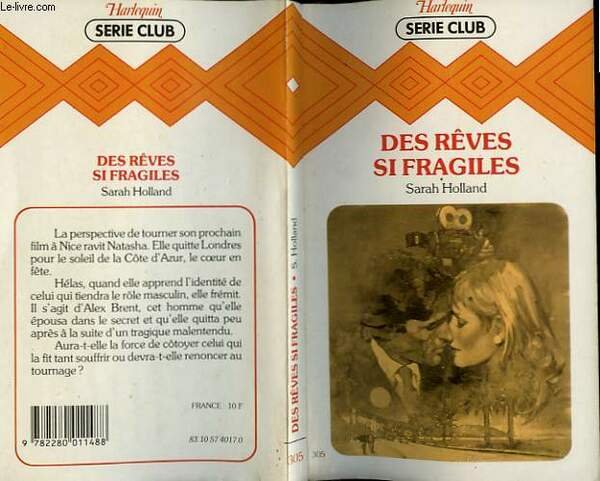 Le-livre.com
Harlequin
SERIE CLUB
DES RÊVES
SI FRAGILES
Sarah Holland
La perspective de tourner son prochain
film à Nice ravit Natasha. Elle quitte Londres
pour le soleil de la Côte d'Azur, le cœur en
fête.
Hélas, quand elle apprend l'identité de
celui qui tiendra le rôle masculin, elle frémit.
Il s'agit d'Alex Brent, cet homme qu'elle
épousa dans le secret et qu'elle quitta peu
après à la suite d'un tragique malentendu.
Aura-t-elle la force de côtoyer celui qui
la fit tant souffrir ou devra-t-elle renoncer au
tournage ?
9 782280 011488
FRANCE 10 F
83 10 57 4017 0
DES RÊVES SI FRAGILES • S. Holland
305
Harlequin
SERIE CLUB
DES RÊVES
SI FRAGILES
Sarah Holland
305